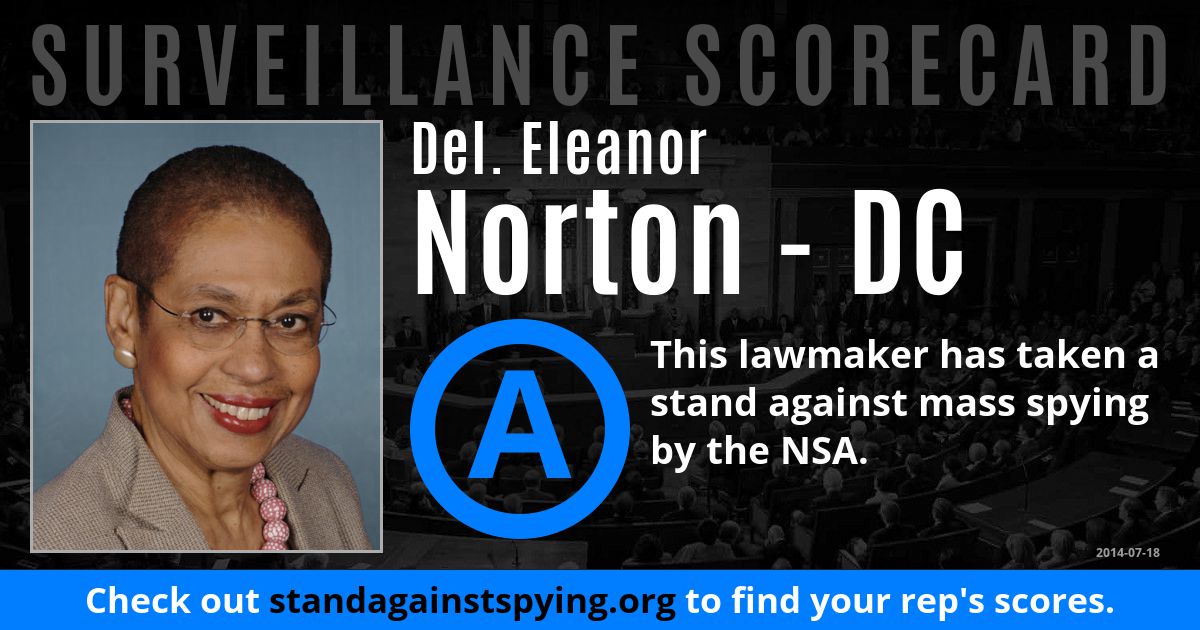 SURVEILLANCE SCORECARD
Del. Eleanor
Norton - DC
A
This lawmaker has taken a
stand against mass spying
by the NSA.
2014-07-18
Check out standagainstspying.org to find your rep's scores.